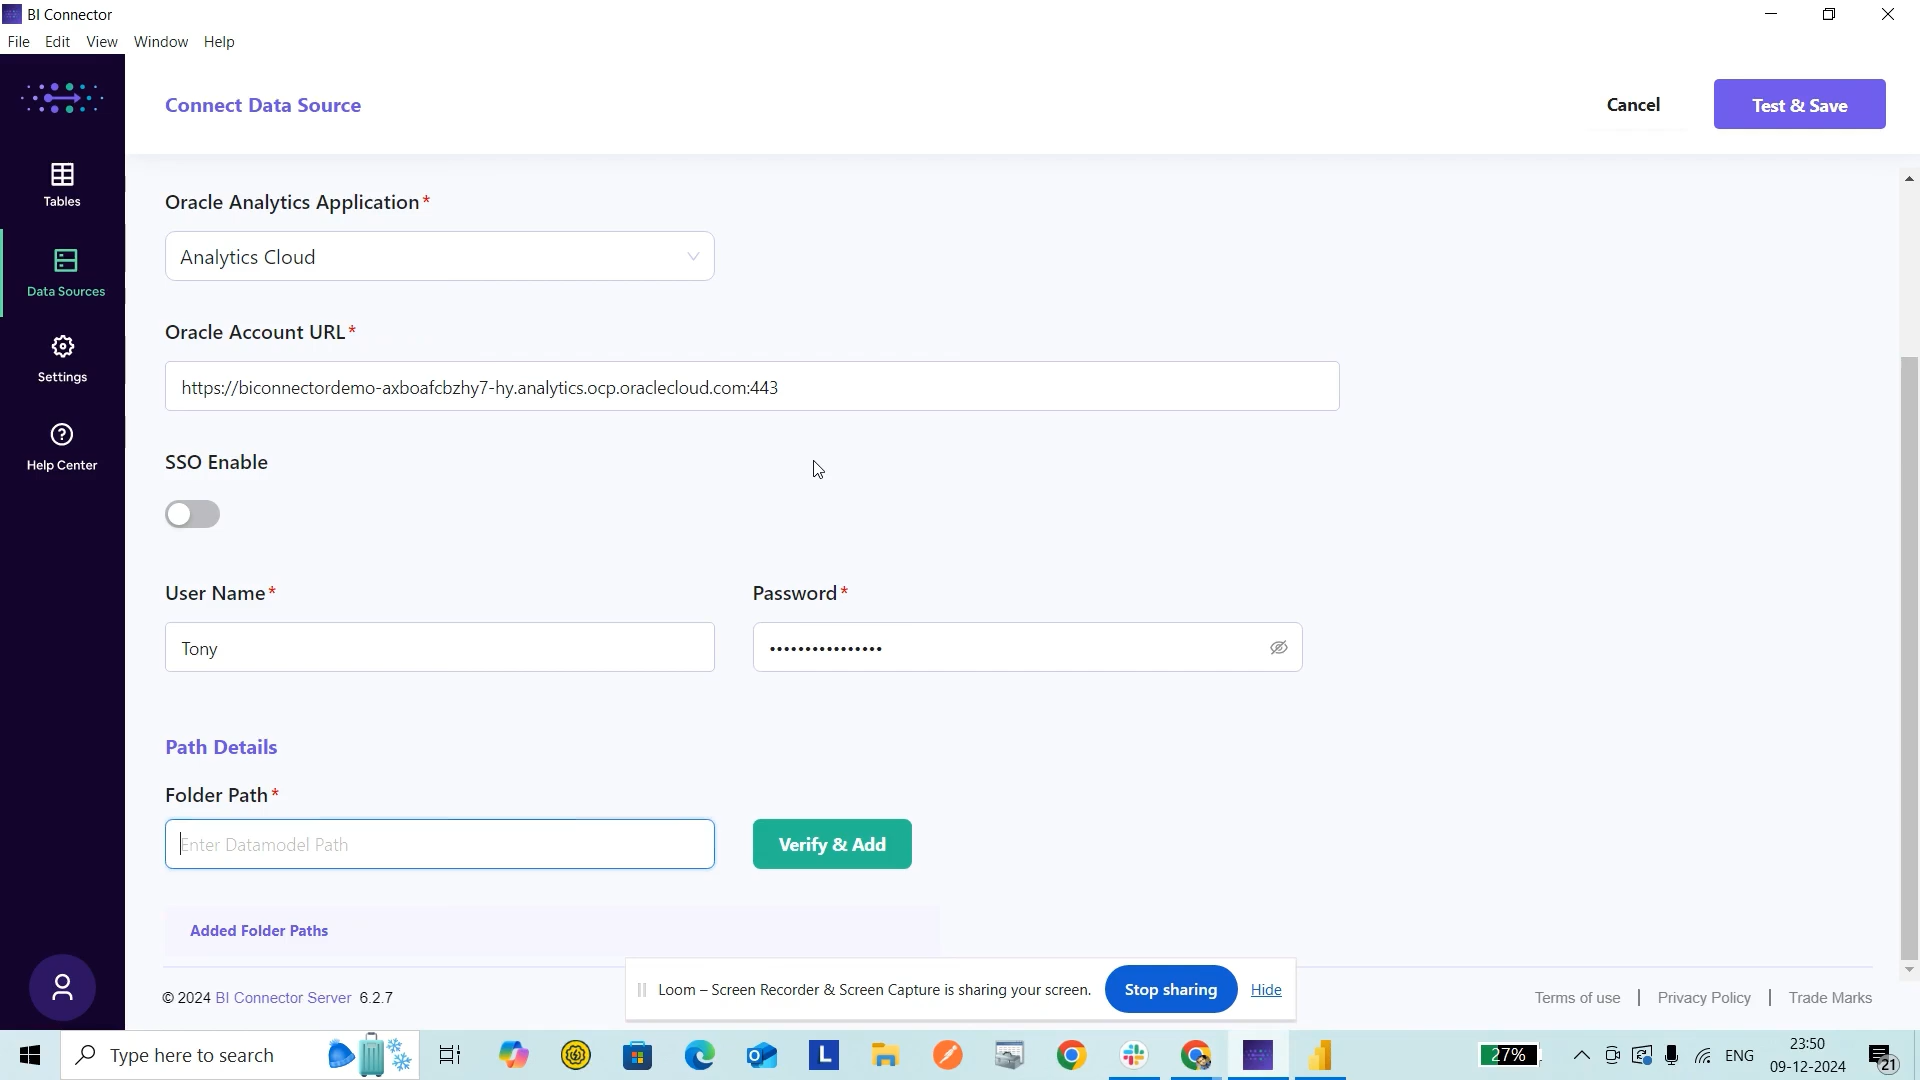 BI Connector
File Edit View Window Help
Connect Data Source
Cancel
Test & Save
Tables
Data Sources
Settings
Help Center
Oracle Analytics Application*
Analytics Cloud
Oracle Account URL*
https://biconnectordemo-axboafcbzhy7-hy.analytics.ocp.oraclecloud.com:443
SSO Enable
User Name*
Password*
Tony
••••••••••••••••
Path Details
Folder Path*
Enter Datamodel Path
Verify & Add
Added Folder Paths
Loom – Screen Recorder & Screen Capture is sharing your screen.
Stop sharing
Hide
© 2024 BI Connector Server 6.2.7
Terms of use | Privacy Policy | Trade Marks
Type here to search
L
27%
ENG
23:50
09-12-2024
21